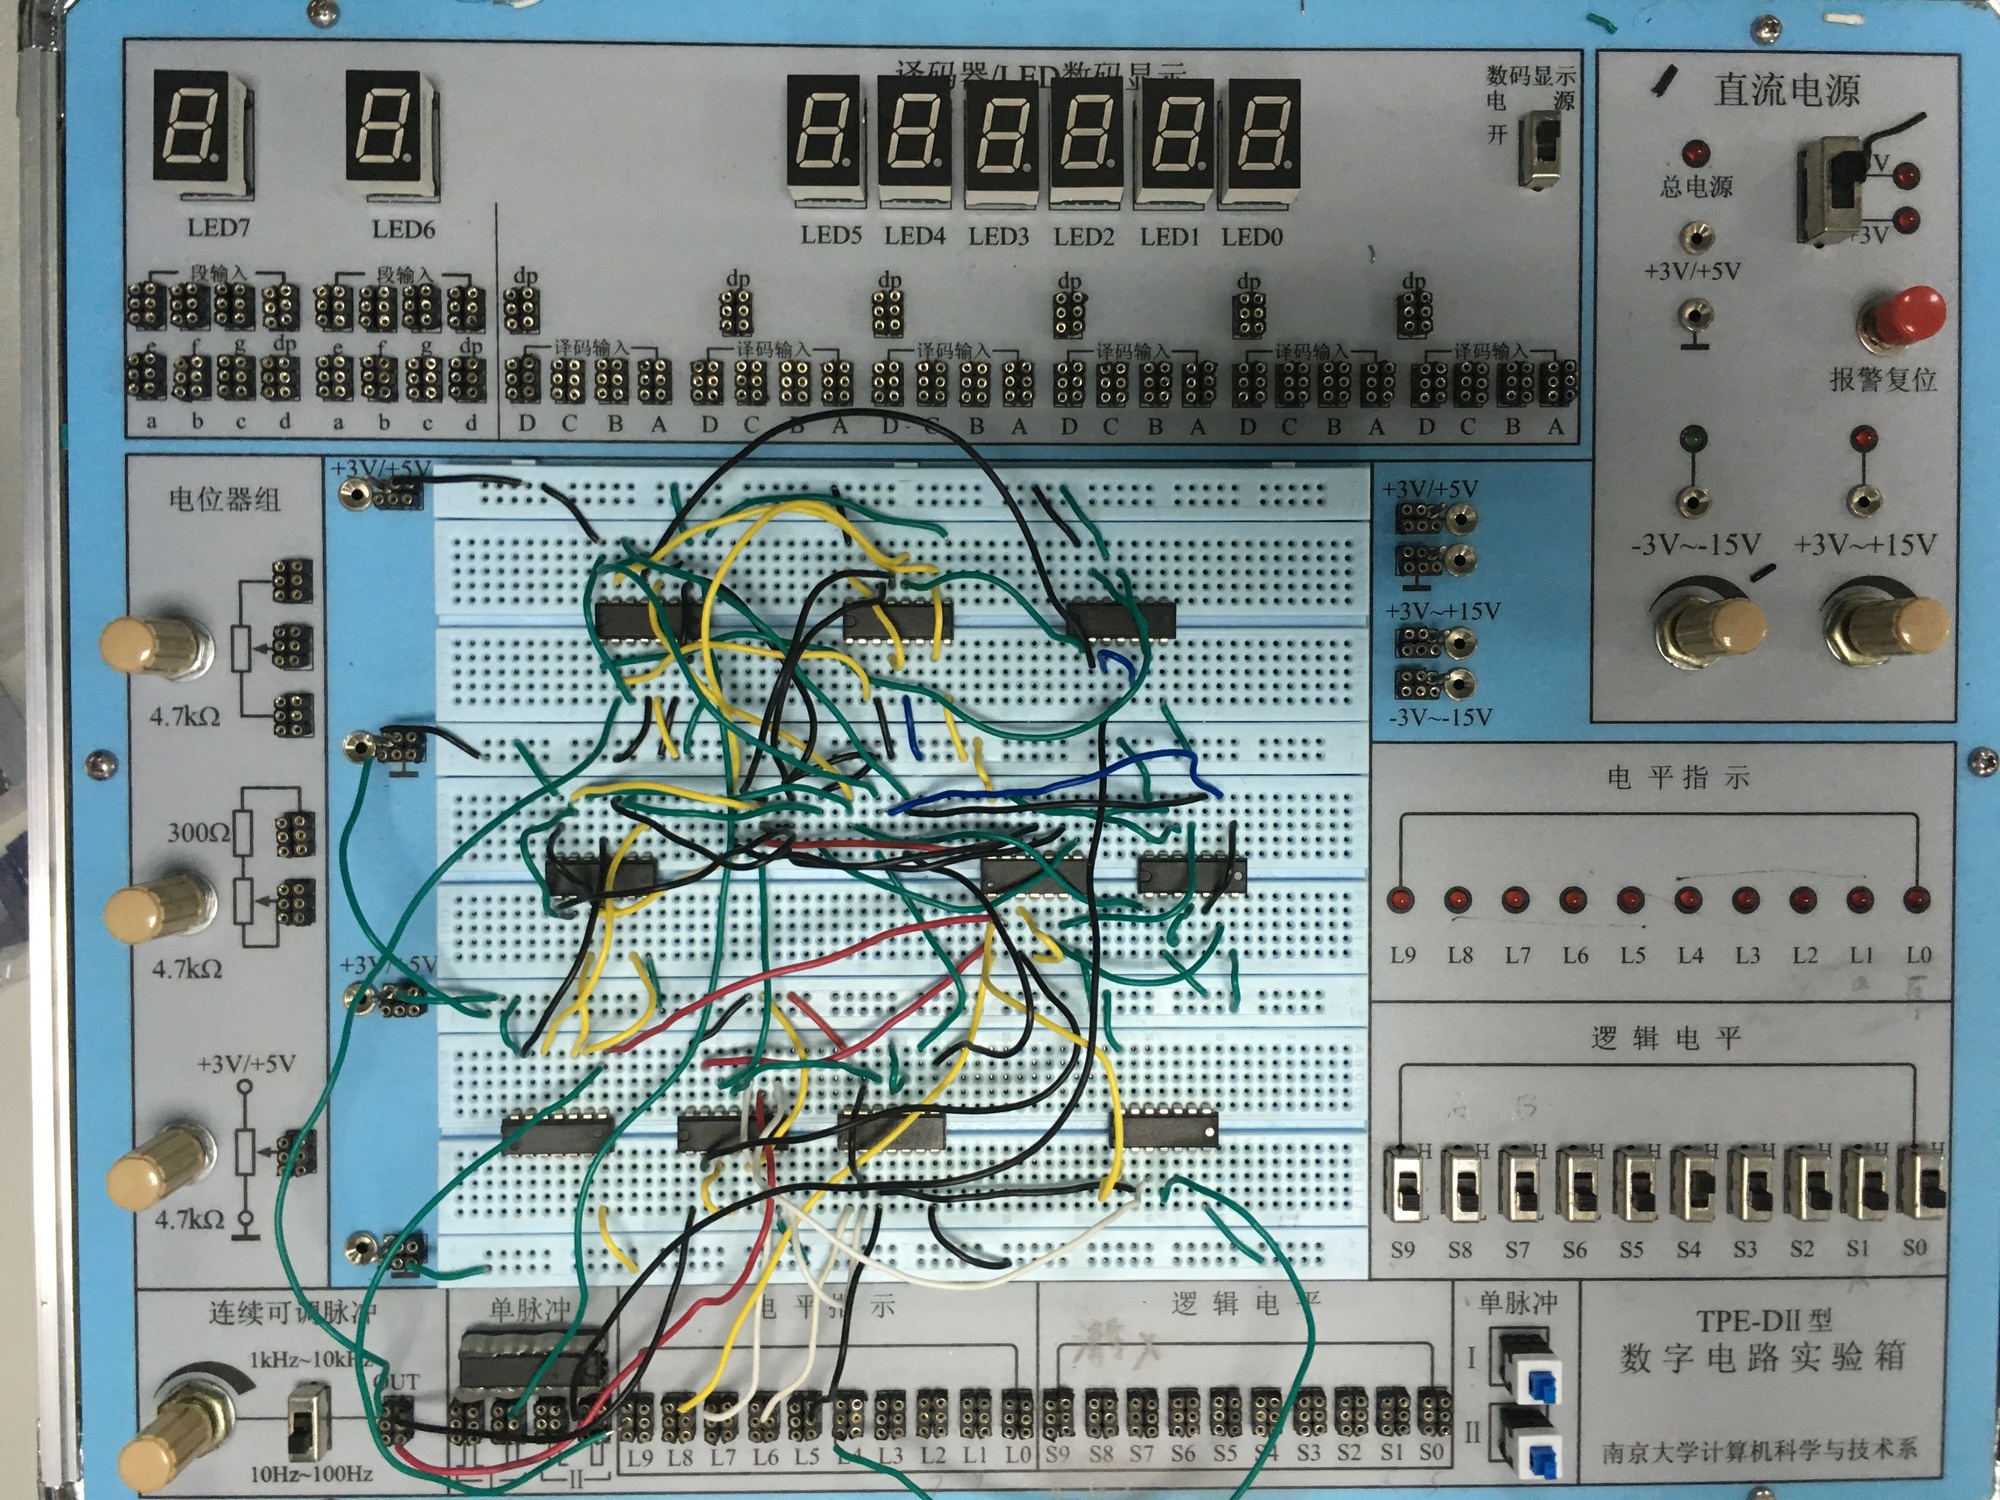 译码器/LED数码显示
数码显示
电 源
开
LED7 LED6 LED5 LED4 LED3 LED2 LED1 LED0
段输入 段输入
dp dp dp dp dp dp
e f g dp e f g dp
译码输入 译码输入 译码输入 译码输入 译码输入 译码输入
a b c d a b c d D C B A D C B A D C B A D C B A D C B A D C B A
直流电源
总电源
+3V
+3V/+5V
报警复位
-3V~-15V +3V~+15V
电位器组
4.7kΩ
300Ω
4.7kΩ
+3V/+5V
4.7kΩ
+3V/+5V
+3V/+5V
+3V/+5V
+3V~+15V
-3V~-15V
电平指示
L9 L8 L7 L6 L5 L4 L3 L2 L1 L0
逻辑电平
A B
H H H H H H H H H H
S9 S8 S7 S6 S5 S4 S3 S2 S1 S0
连续可调脉冲
1kHz~10kHz
OUT
10Hz~100Hz
单脉冲
I II
电平指示
L9 L8 L7 L6 L5 L4 L3 L2 L1 L0
逻辑电平
S9 S8 S7 S6 S5 S4 S3 S2 S1 S0
单脉冲
I
II
TPE-DII型
数字电路实验箱
南京大学计算机科学与技术系